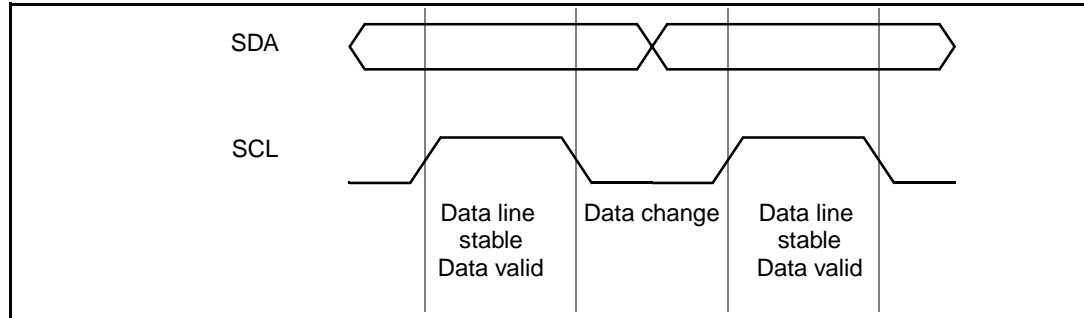 SDA
SCL
Data line
stable
Data valid
Data change
Data line
stable
Data valid